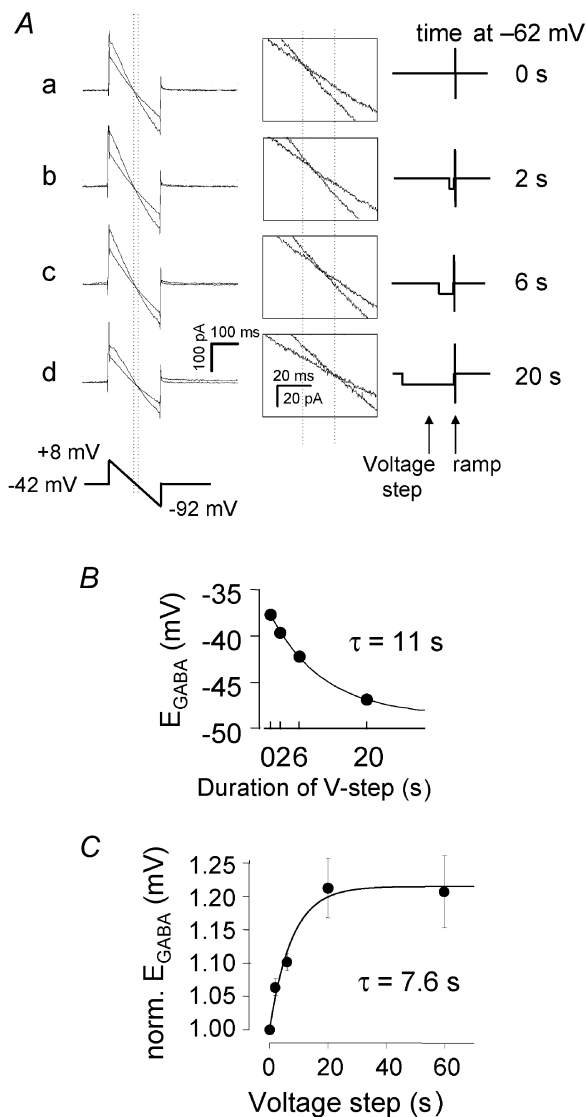 A
time at –62 mV
a
0 s
b
2 s
c
6 s
100 pA
100 ms
d
20 ms
20 pA
20 s
Voltage step
ramp
+8 mV
-42 mV
-92 mV
B
-35
-40
-45
-50
E_GABA (mV)
τ = 11 s
0 2 6 20
Duration of V-step (s)
C
1.25
1.20
1.15
1.10
1.05
1.00
norm. E_GABA (mV)
τ = 7.6 s
0 20 40 60
Voltage step (s)